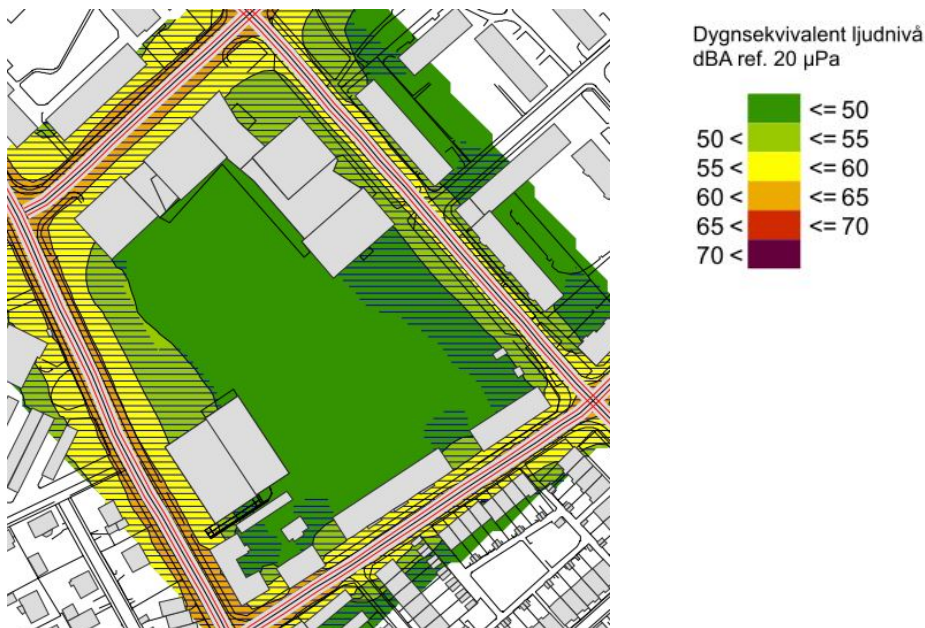 Dygnsekvivalent ljudnivå
dBA ref. 20 µPa
<= 50
50 < <= 55
55 < <= 60
60 < <= 65
65 < <= 70
70 <